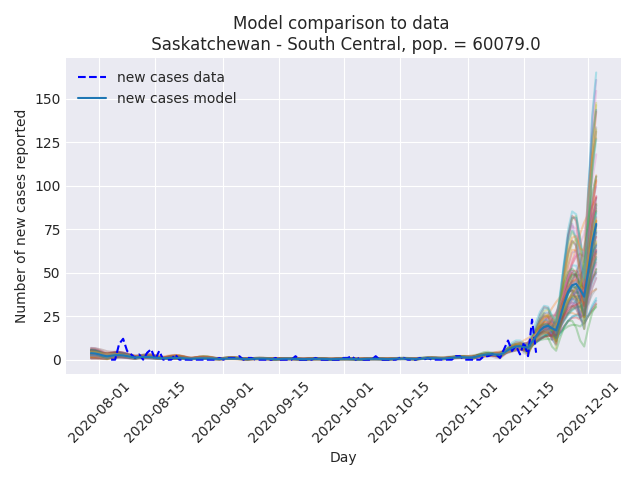 Model comparison to data
Saskatchewan - South Central, pop. = 60079.0
new cases data
new cases model
Number of new cases reported
150
125
100
75
50
25
0
2020-08-01
2020-08-15
2020-09-01
2020-09-15
2020-10-01
2020-10-15
2020-11-01
2020-11-15
2020-12-01
Day